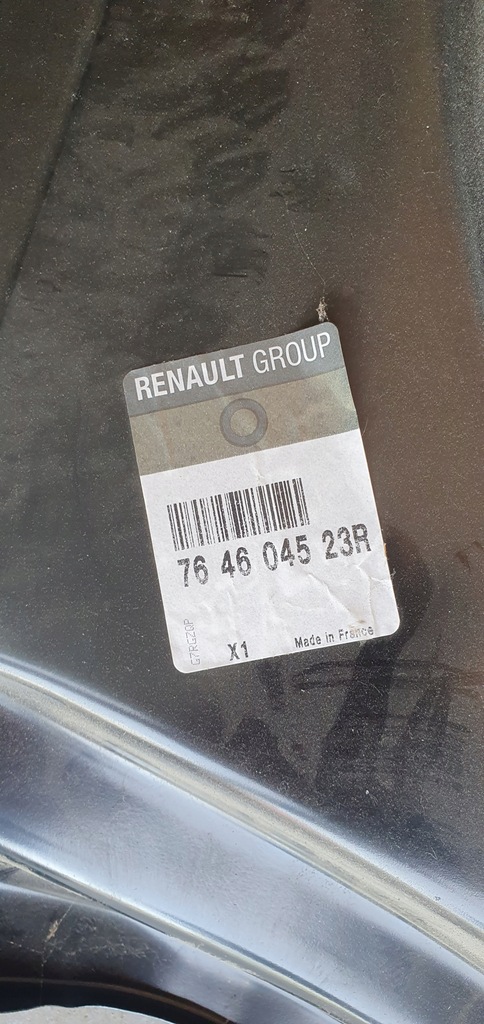 RENAULT GROUP
76 46 045 23R
G7RGZ0P
X1
Made in France